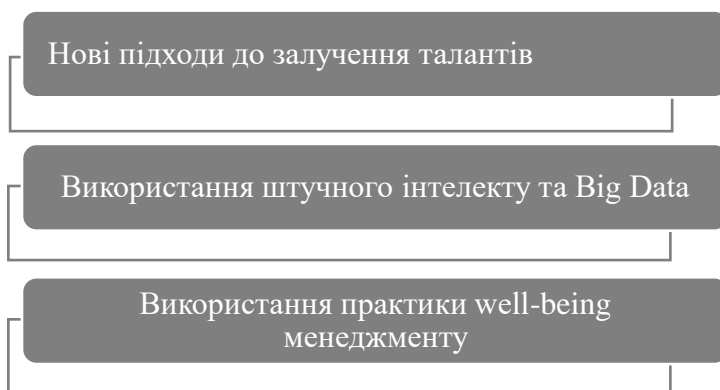 Нові підходи до залучення талантів
Використання штучного інтелекту та Big Data
Використання практики well-being
менеджменту